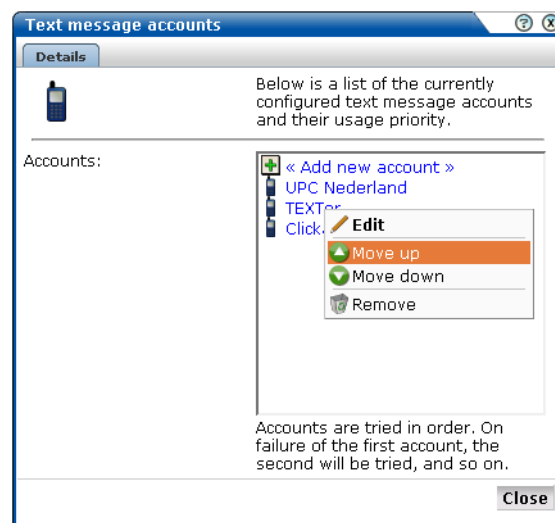 Text message accounts
Details
Below is a list of the currently
configured text message accounts
and their usage priority.
Accounts:
« Add new account »
UPC Nederland
Edit
Move up
Move down
Remove
Accounts are tried in order. On
failure of the first account, the
second will be tried, and so on.
Close